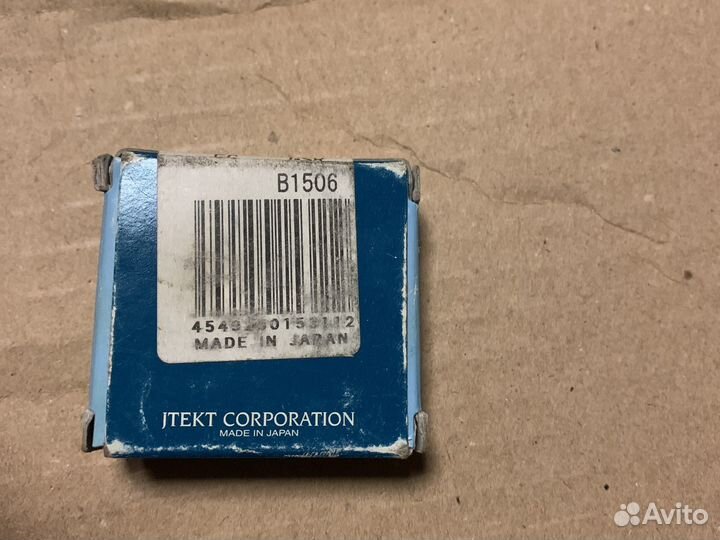 B1506
MADE IN JAPAN
JTEKT CORPORATION
MADE IN JAPAN
Avito